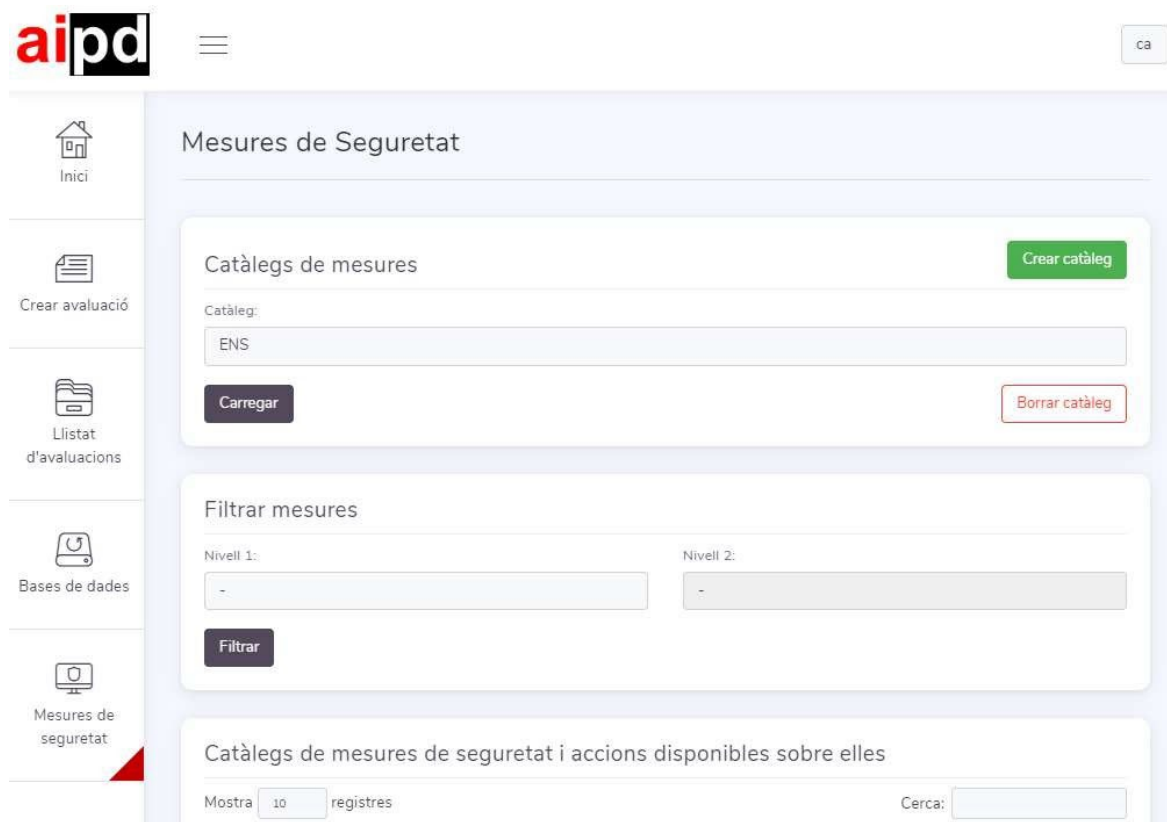 aipd
ca
Inici
Crear avaluació
Llistat
d'avaluacions
Bases de dades
Mesures de
seguretat
Mesures de Seguretat
Catàlegs de mesures
Crear catàleg
Catàleg:
ENS
Carregar
Borrar catàleg
Filtrar mesures
Nivell 1:
Nivell 2:
-
-
Filtrar
Catàlegs de mesures de seguretat i accions disponibles sobre elles
Mostra 10 registres
Cerca: